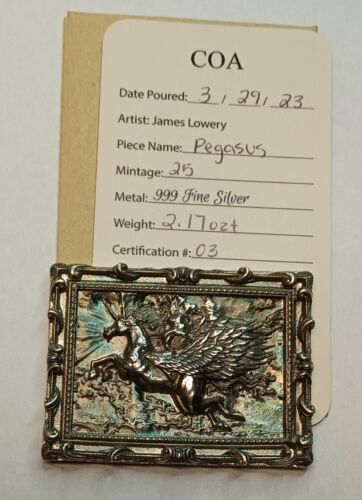 COA
Date Poured: 3, 29, 23
Artist: James Lowery
Piece Name: Pegasus
Mintage: 25
Metal: 999 Fine Silver
Weight: 2.17ozt
Certification #: 03